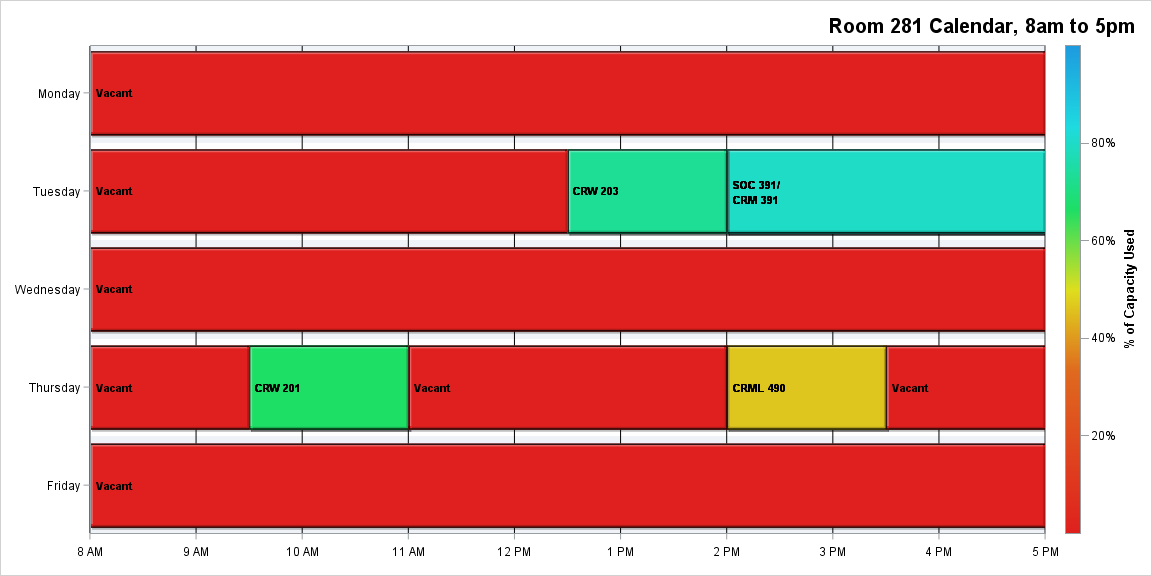 Room 281 Calendar, 8am to 5pm
Monday
Vacant
Tuesday
Vacant
CRW 203
SOC 391/
CRM 391
Wednesday
Vacant
Thursday
Vacant
CRW 201
Vacant
CRML 490
Vacant
Friday
Vacant
8 AM
9 AM
10 AM
11 AM
12 PM
1 PM
2 PM
3 PM
4 PM
5 PM
80%
60%
40%
20%
% of Capacity Used